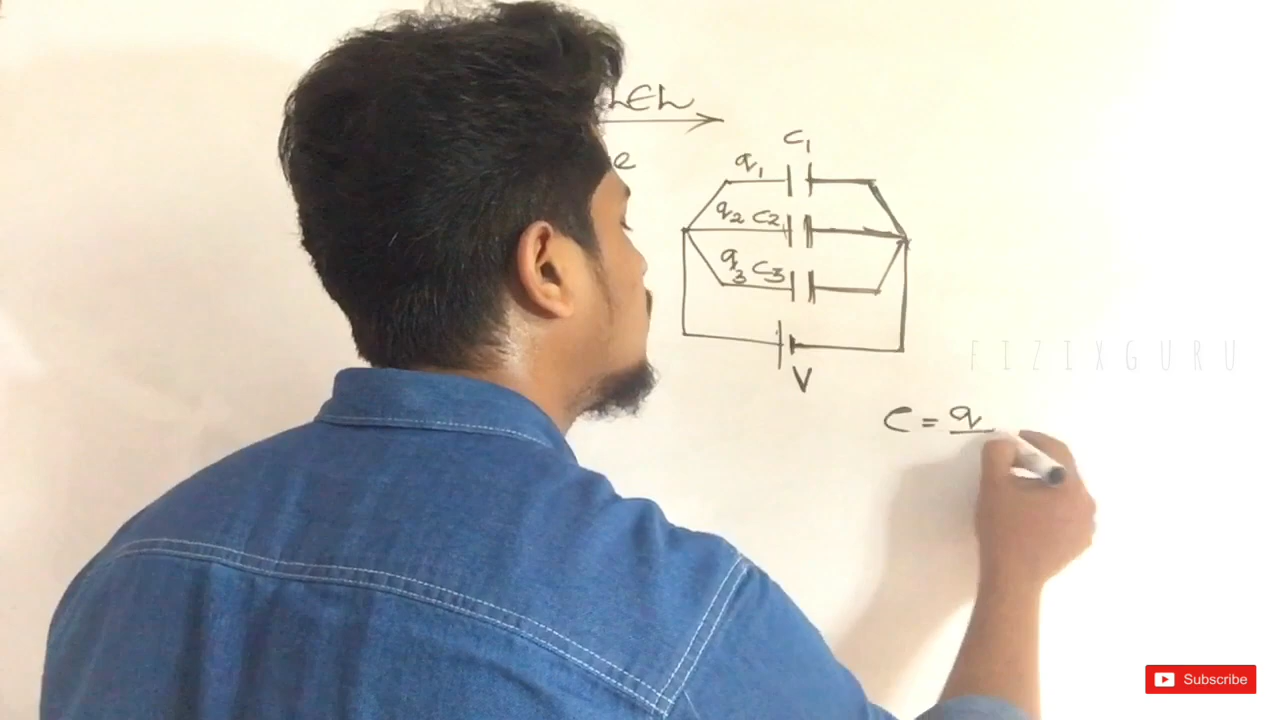 C1
q1
q2 C2
q3 C3
V
FIZIXGURU
C = q
Subscribe